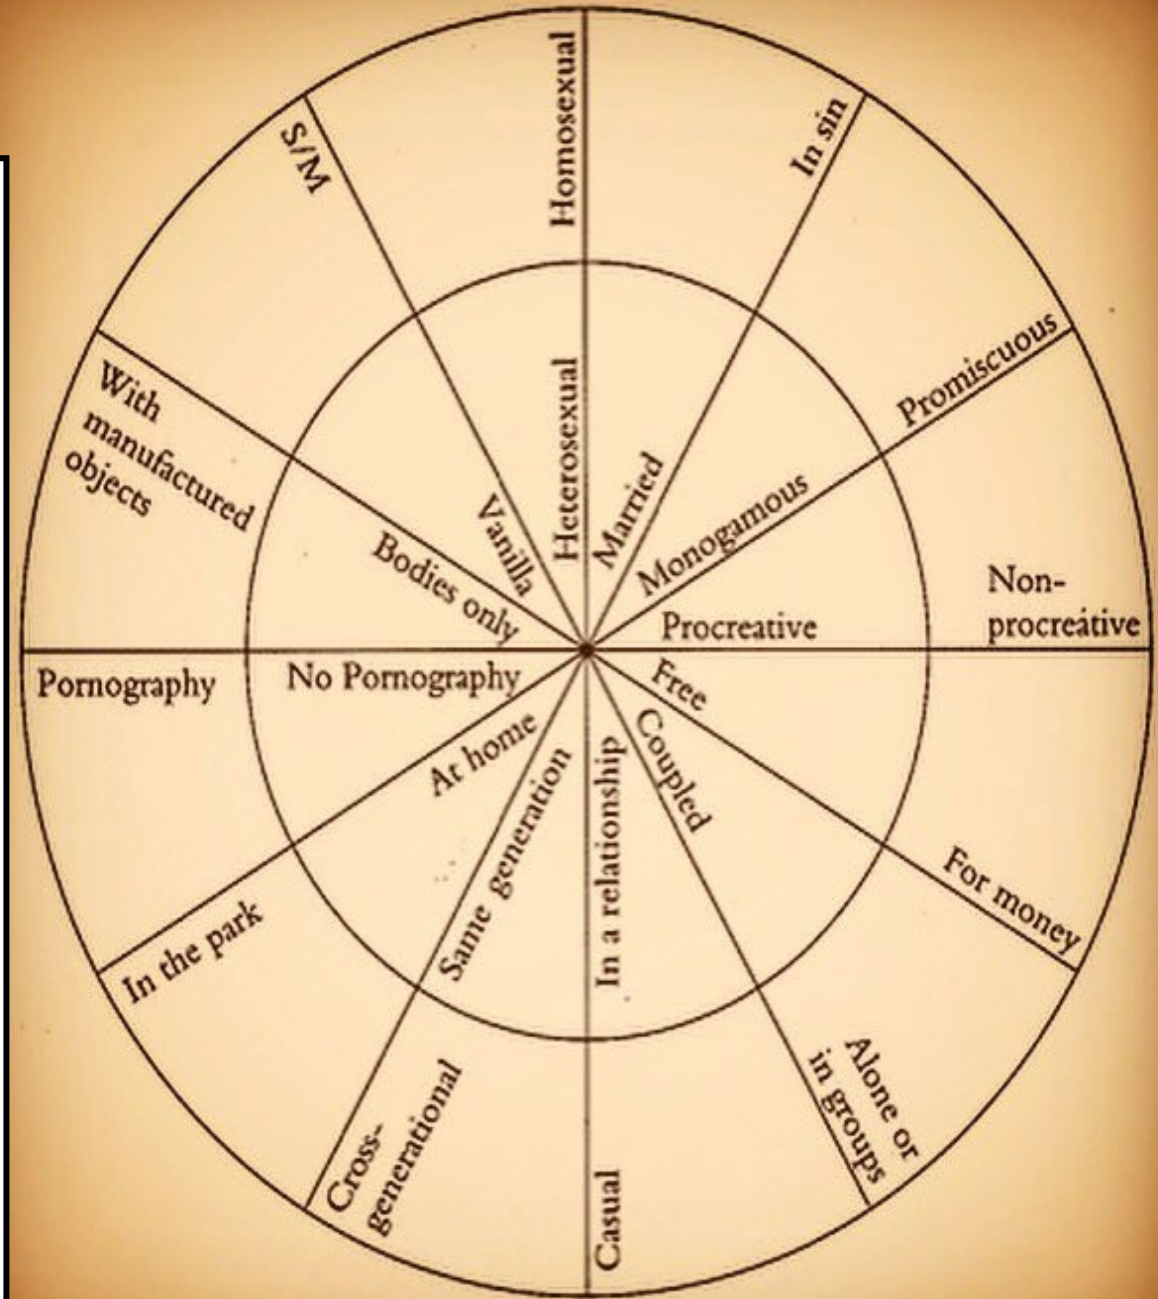 Homosexual
In sin
S/M
Promiscuous
With
manufactured
objects
Heterosexual
Married
Monogamous
Vanilla
Bodies only
Non-
procreative
Procreative
Pornography
No Pornography
Free
At home
Coupled
Same generation
In a relationship
For money
In the park
Alone or
in groups
Cross-
generational
Casual